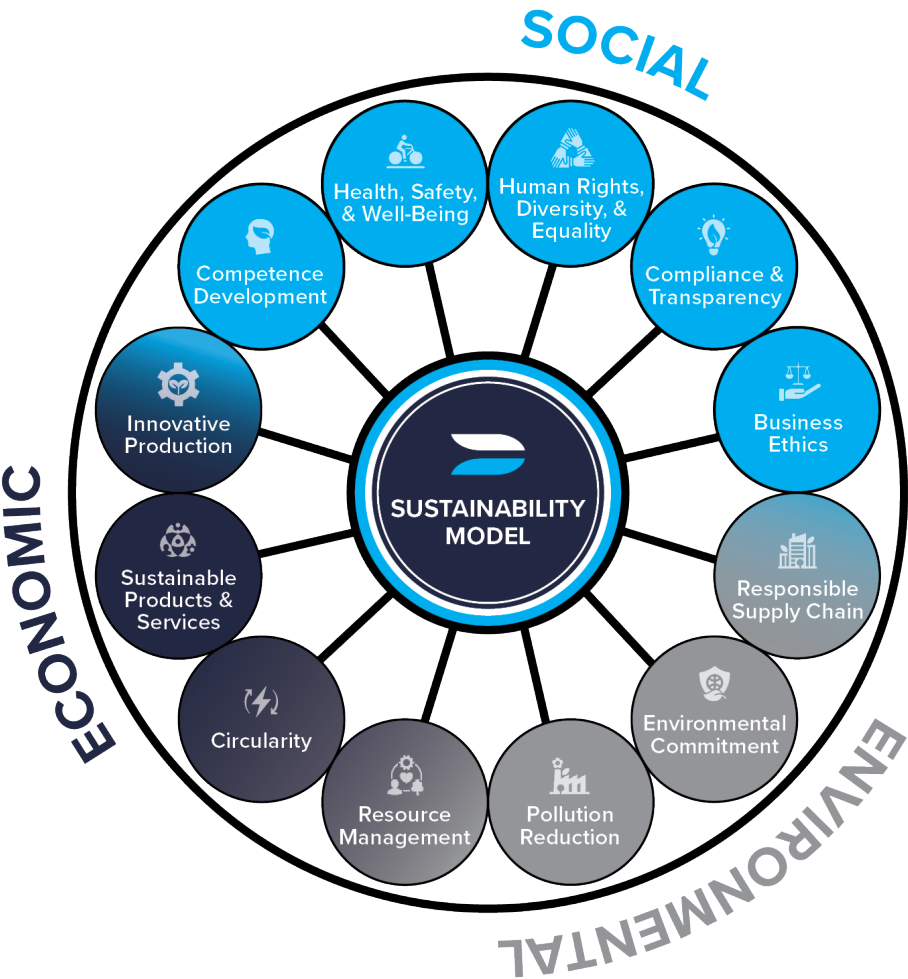 SOCIAL
Health, Safety,
& Well-Being
Human Rights,
Diversity, &
Equality
Competence
Development
Compliance &
Transparency
Innovative
Production
Business
Ethics
SUSTAINABILITY
MODEL
ECONOMIC
Sustainable
Products &
Services
Responsible
Supply Chain
Circularity
Environmental
Commitment
Resource
Management
Pollution
Reduction
ENVIRONMENTAL